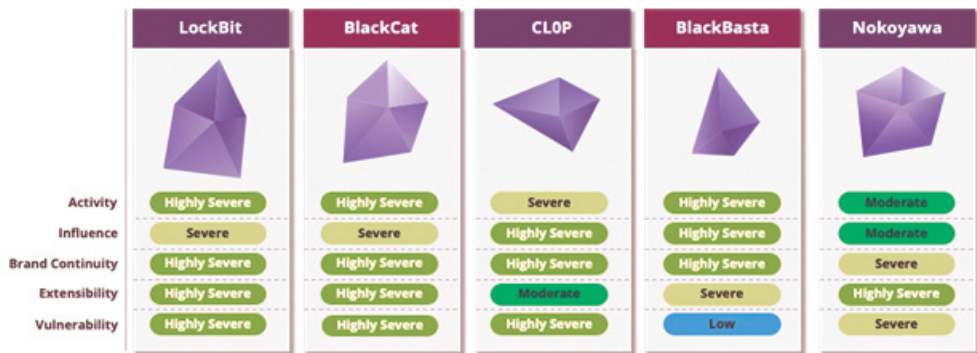 LockBit BlackCat CL0P BlackBasta Nokoyawa
Activity Highly Severe Highly Severe Severe Highly Severe Moderate
Influence Severe Severe Highly Severe Highly Severe Moderate
Brand Continuity Highly Severe Highly Severe Highly Severe Highly Severe Severe
Extensibility Highly Severe Highly Severe Moderate Severe Highly Severe
Vulnerability Highly Severe Highly Severe Highly Severe Low Severe